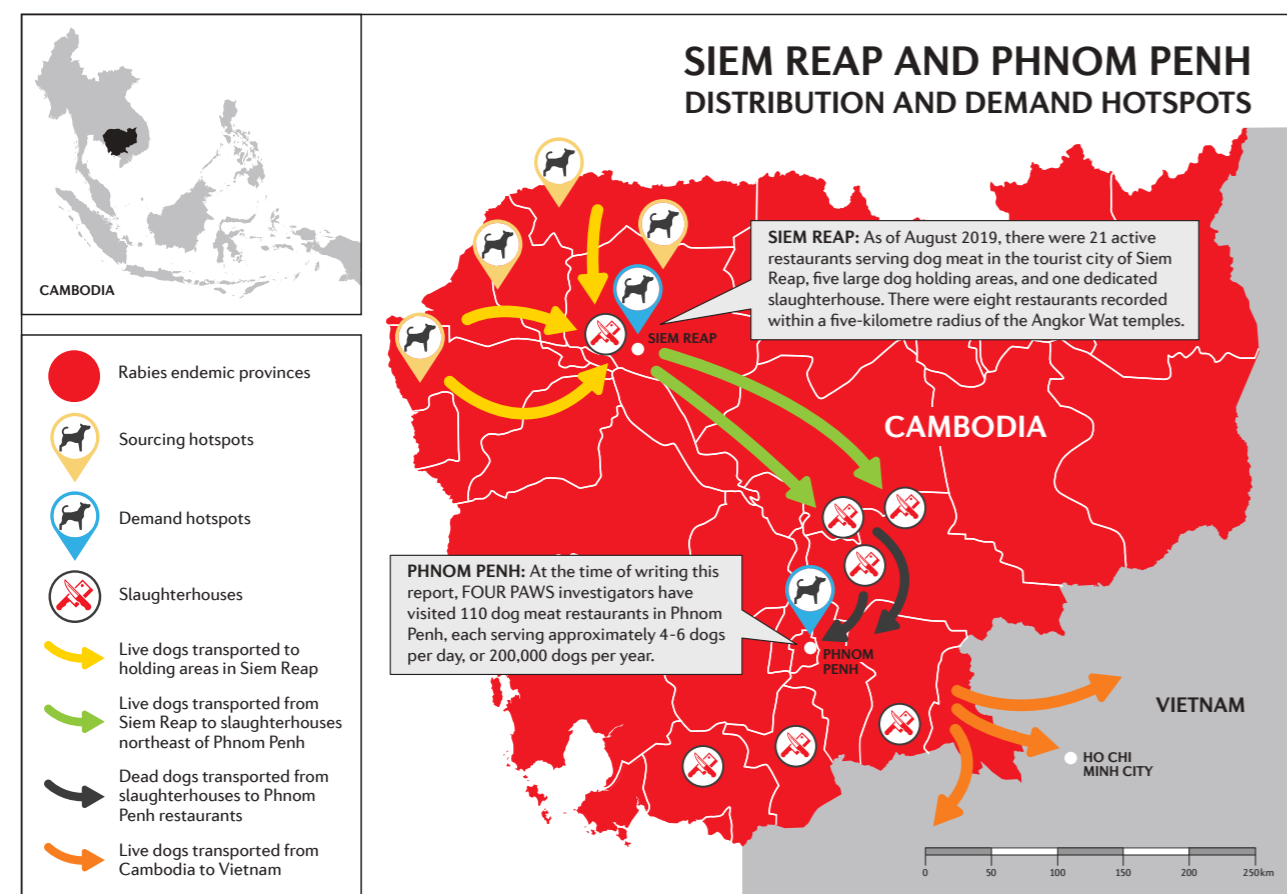 SIEM REAP AND PHNOM PENH
DISTRIBUTION AND DEMAND HOTSPOTS
CAMBODIA
Rabies endemic provinces
Sourcing hotspots
Demand hotspots
Slaughterhouses
Live dogs transported to
holding areas in Siem Reap
Live dogs transported from
Siem Reap to slaughterhouses
northeast of Phnom Penh
Dead dogs transported from
slaughterhouses to Phnom
Penh restaurants
Live dogs transported from
Cambodia to Vietnam
SIEM REAP: As of August 2019, there were 21 active
restaurants serving dog meat in the tourist city of Siem
Reap, five large dog holding areas, and one dedicated
slaughterhouse. There were eight restaurants recorded
within a five-kilometre radius of the Angkor Wat temples.
SIEM REAP
CAMBODIA
PHNOM PENH: At the time of writing this
report, FOUR PAWS investigators have
visited 110 dog meat restaurants in Phnom
Penh, each serving approximately 4-6 dogs
per day, or 200,000 dogs per year.
PHNOM
PENH
VIETNAM
HO CHI
MINH CITY
0 50 100 150 200 250km